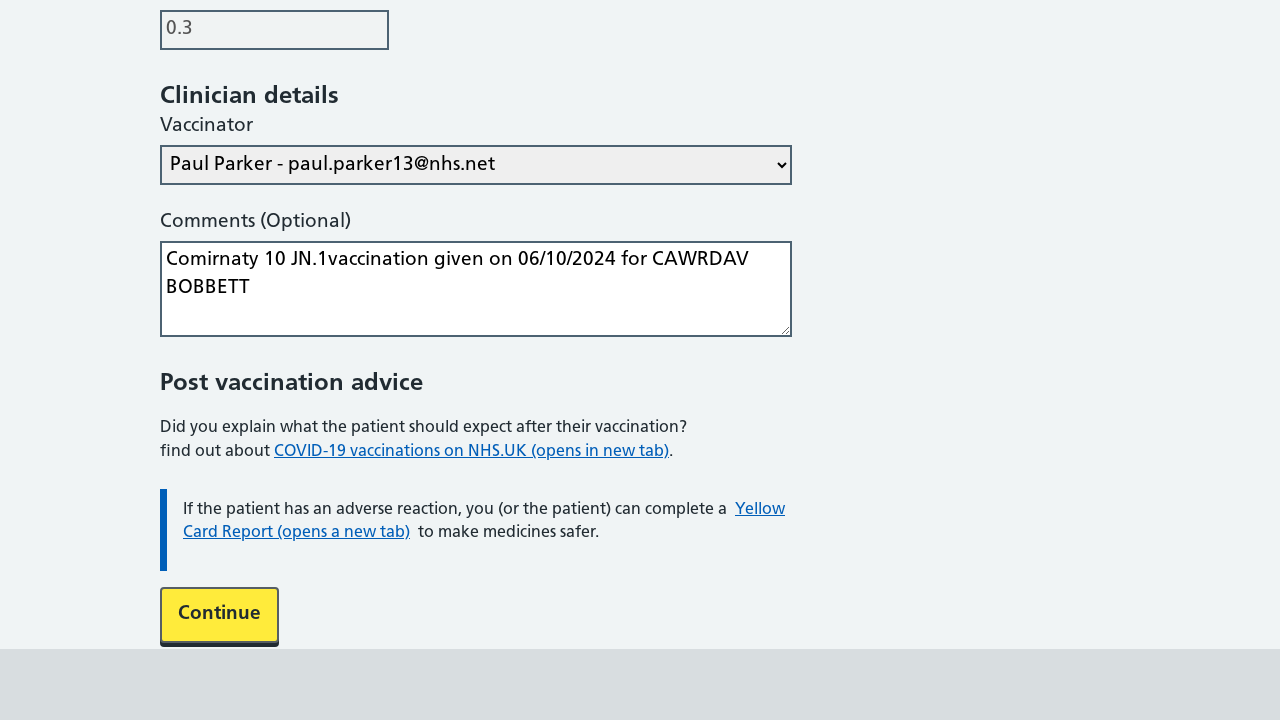 0.3
Clinician details
Vaccinator
Paul Parker - paul.parker13@nhs.net
Comments (Optional)
Comirnaty 10 JN.1vaccination given on 06/10/2024 for CAWRDAV
BOBBETT
Post vaccination advice
Did you explain what the patient should expect after their vaccination?
find out about COVID-19 vaccinations on NHS.UK (opens in new tab).
If the patient has an adverse reaction, you (or the patient) can complete a Yellow
Card Report (opens a new tab) to make medicines safer.
Continue